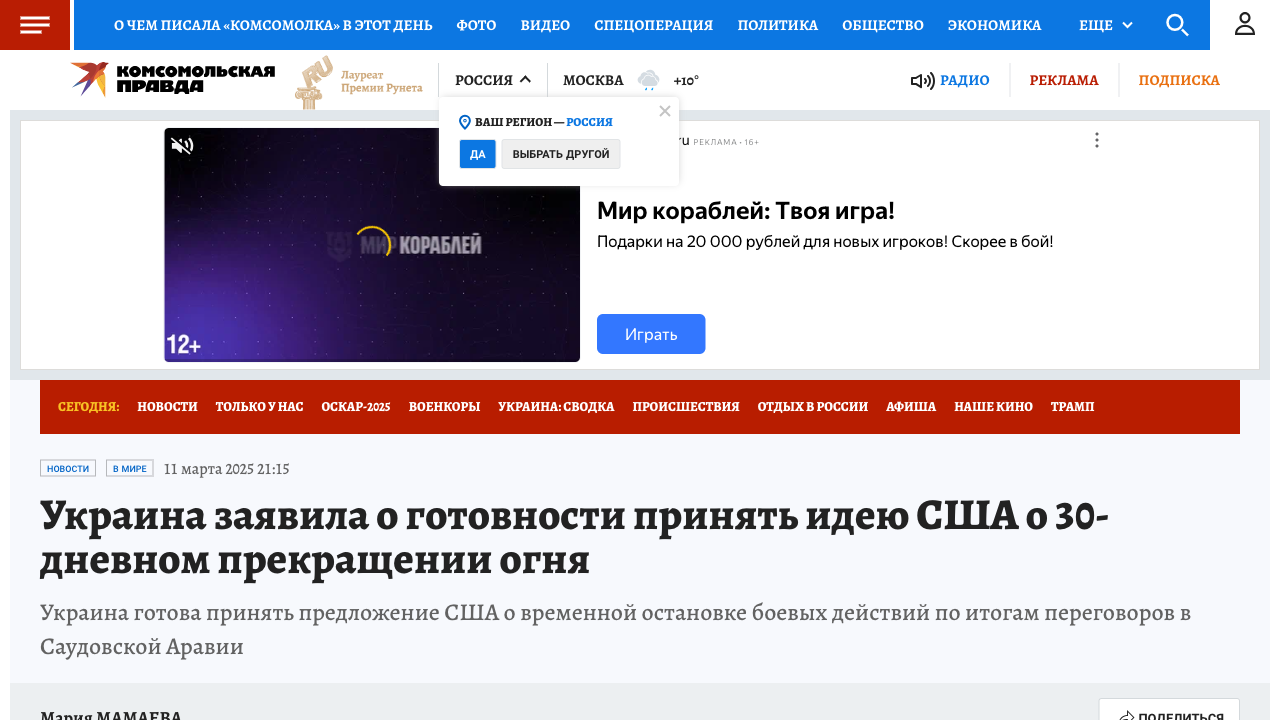 О ЧЕМ ПИСАЛА «КОМСОМОЛКА» В ЭТОТ ДЕНЬ ФОТО ВИДЕО СПЕЦОПЕРАЦИЯ ПОЛИТИКА ОБЩЕСТВО ЭКОНОМИКА ЕЩЕ
КОМСОМОЛЬСКАЯ
ПРАВДА
Лауреат
Премии Рунета
РОССИЯ
МОСКВА +10°
РАДИО РЕКЛАМА ПОДПИСКА
ВАШ РЕГИОН — РОССИЯ
ДА ВЫБРАТЬ ДРУГОЙ
ru РЕКЛАМА • 16+
МИР КОРАБЛЕЙ
12+
Мир кораблей: Твоя игра!
Подарки на 20 000 рублей для новых игроков! Скорее в бой!
Играть
СЕГОДНЯ: НОВОСТИ ТОЛЬКО У НАС ОСКАР-2025 ВОЕНКОРЫ УКРАИНА: СВОДКА ПРОИСШЕСТВИЯ ОТДЫХ В РОССИИ АФИША НАШЕ КИНО ТРАМП
НОВОСТИ В МИРЕ 11 марта 2025 21:15
Украина заявила о готовности принять идею США о 30-
дневном прекращении огня
Украина готова принять предложение США о временной остановке боевых действий по итогам переговоров в
Саудовской Аравии
Мария МАМАЕВА
ПОДЕЛИТЬСЯ